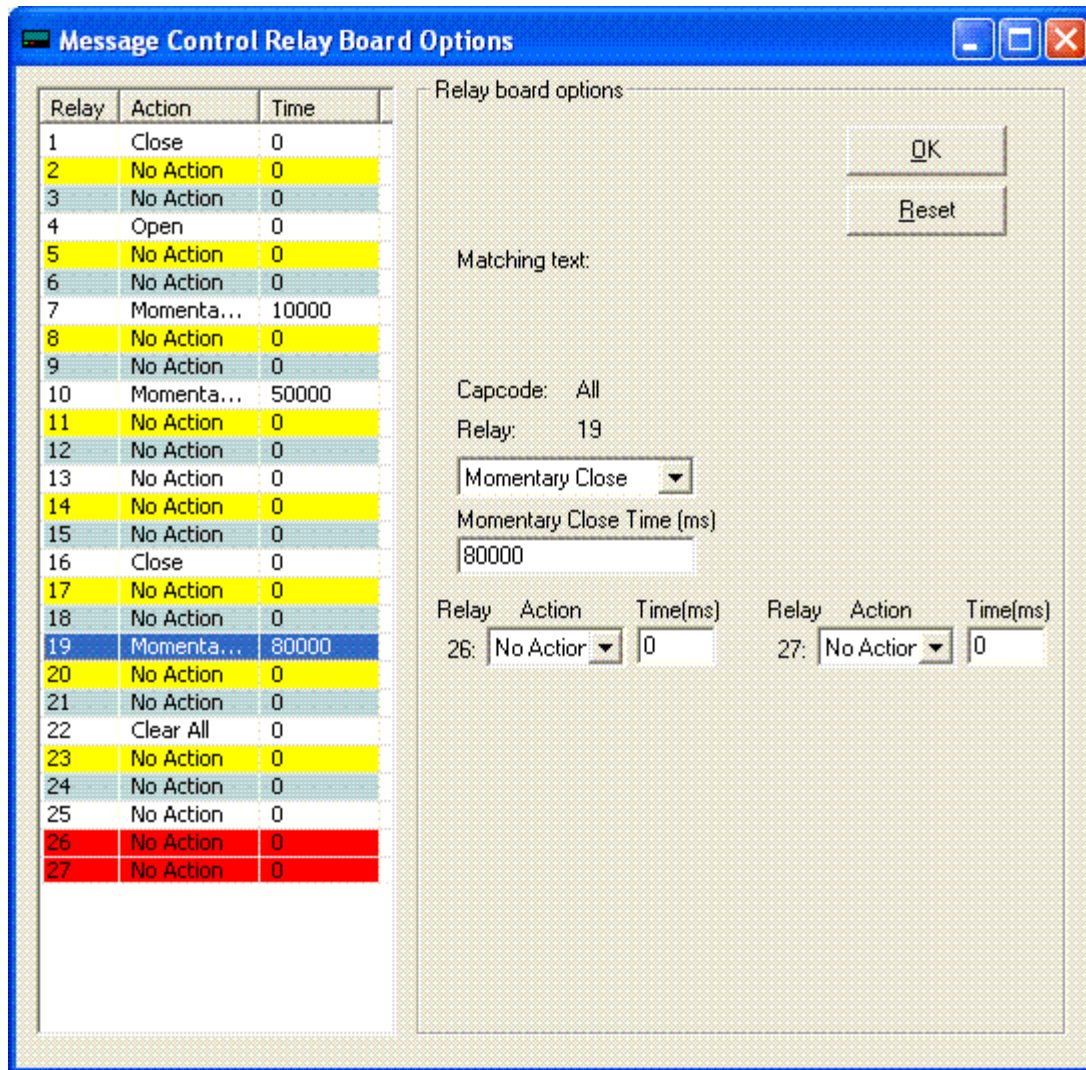 Message Control Relay Board Options
Relay Action Time
1 Close 0
2 No Action 0
3 No Action 0
4 Open 0
5 No Action 0
6 No Action 0
7 Momenta... 10000
8 No Action 0
9 No Action 0
10 Momenta... 50000
11 No Action 0
12 No Action 0
13 No Action 0
14 No Action 0
15 No Action 0
16 Close 0
17 No Action 0
18 No Action 0
19 Momenta... 80000
20 No Action 0
21 No Action 0
22 Clear All 0
23 No Action 0
24 No Action 0
25 No Action 0
26 No Action 0
27 No Action 0
Relay board options
OK
Reset
Matching text:
Capcode: All
Relay: 19
Momentary Close
Momentary Close Time (ms)
80000
Relay Action Time(ms) Relay Action Time(ms)
26: No Action 0 27: No Action 0